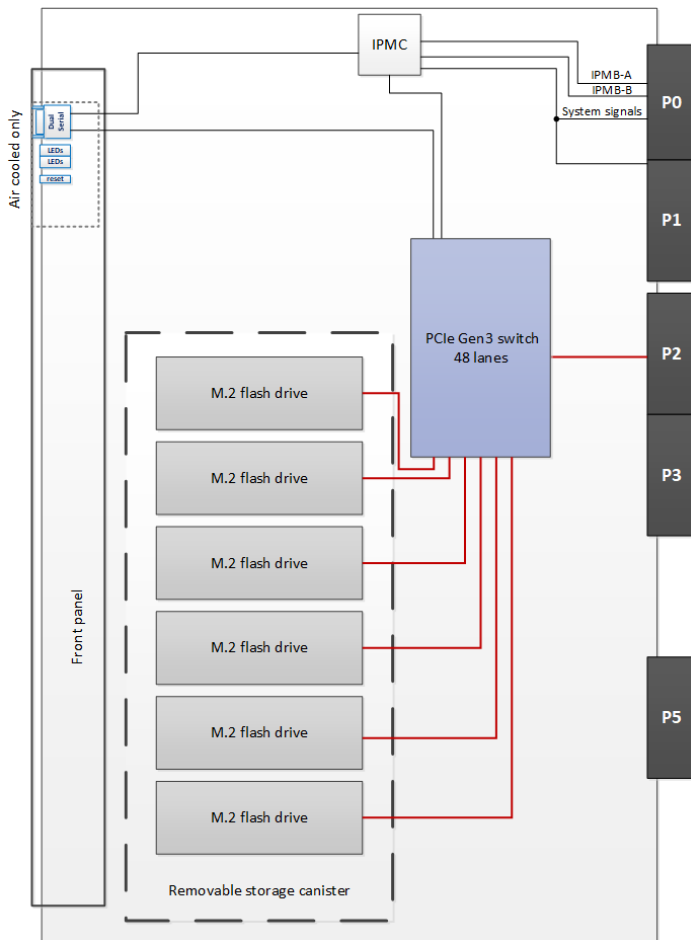 IPMC
IPMB-A
IPMB-B
System signals
P0
P1
P2
P3
P5
Air cooled only
Dual
Serial
LEDs
LEDs
reset
PCIe Gen3 switch
48 lanes
M.2 flash drive
M.2 flash drive
M.2 flash drive
M.2 flash drive
M.2 flash drive
M.2 flash drive
Removable storage canister
Front panel